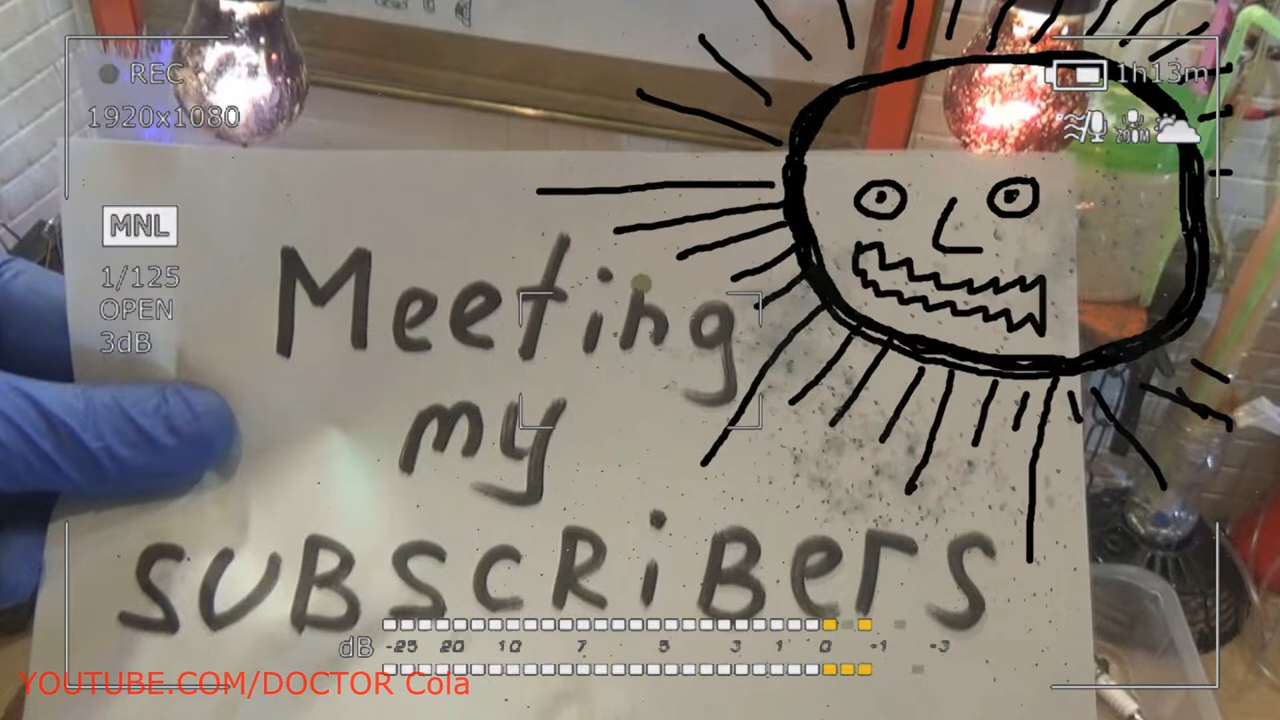 REC
1920x1080
1h13m
ZOOM
MNL
1/125
OPEN
3dB
Meeting
my
SUBSCRiBerS
dB -25 20 10 7 5 3 1 0 -1 -3
YOUTUBE.COM/DOCTOR Cola